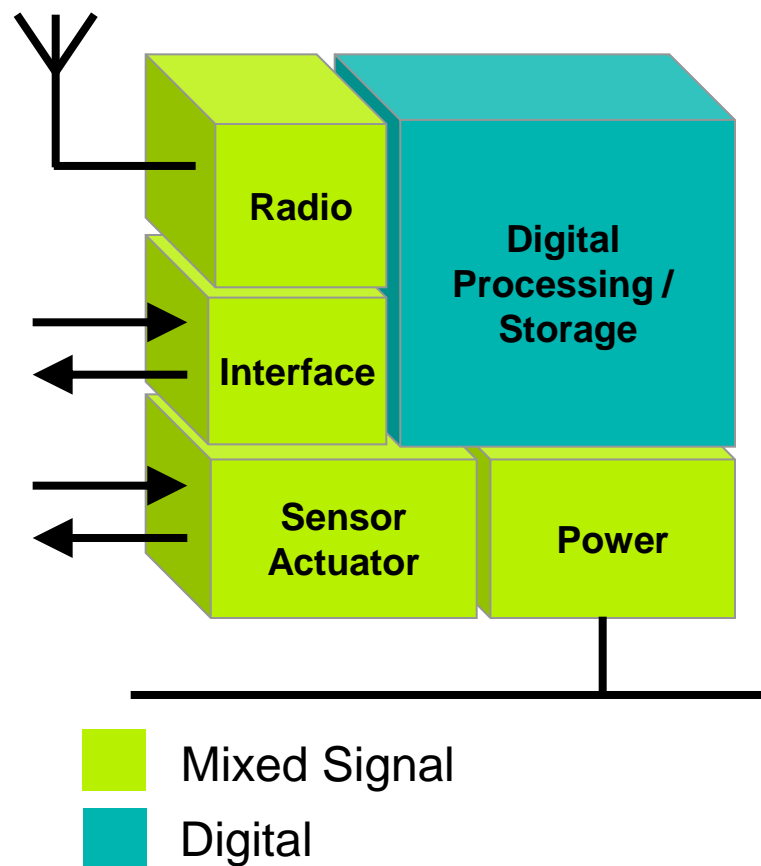 Radio
Digital
Processing /
Storage
Interface
Sensor
Actuator
Power
Mixed Signal
Digital